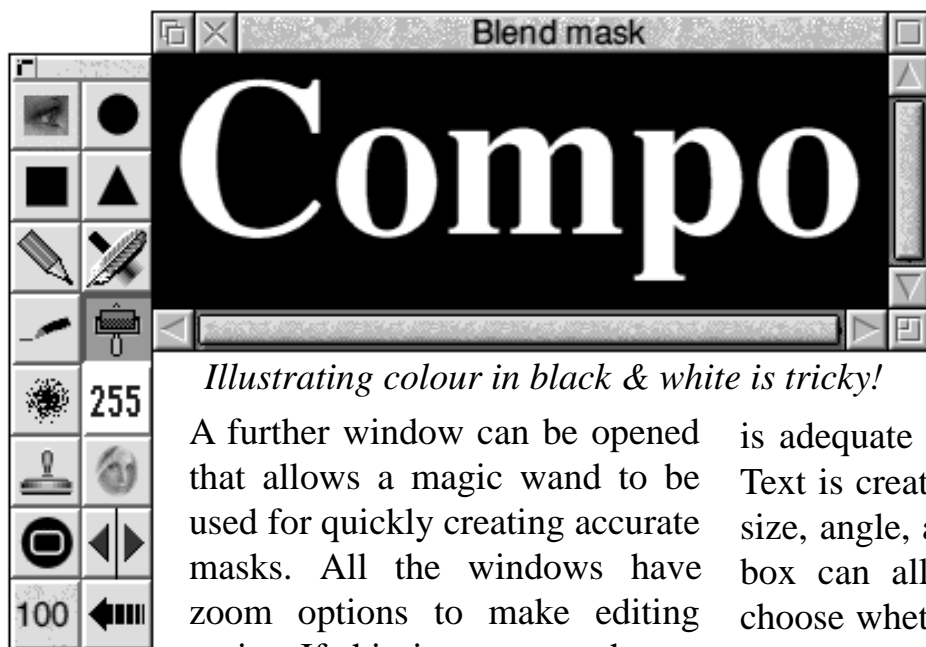 Blend mask
Compo
255
100
Illustrating colour in black & white is tricky!
A further window can be opened
that allows a magic wand to be
used for quickly creating accurate
masks. All the windows have
zoom options to make editing
is adequate
Text is creat
size, angle, a
box can all
choose whet